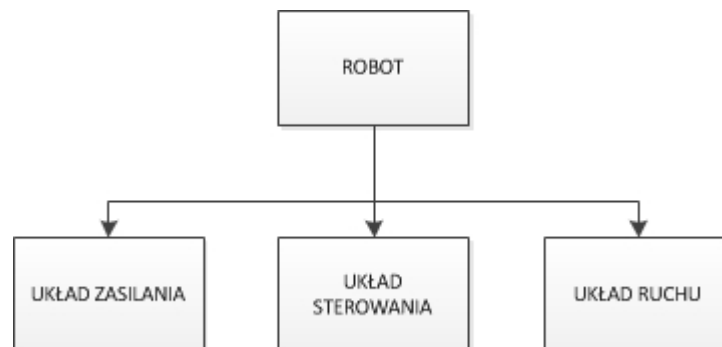 ROBOT
UKŁAD ZASILANIA
UKŁAD
STEROWANIA
UKŁAD RUCHU